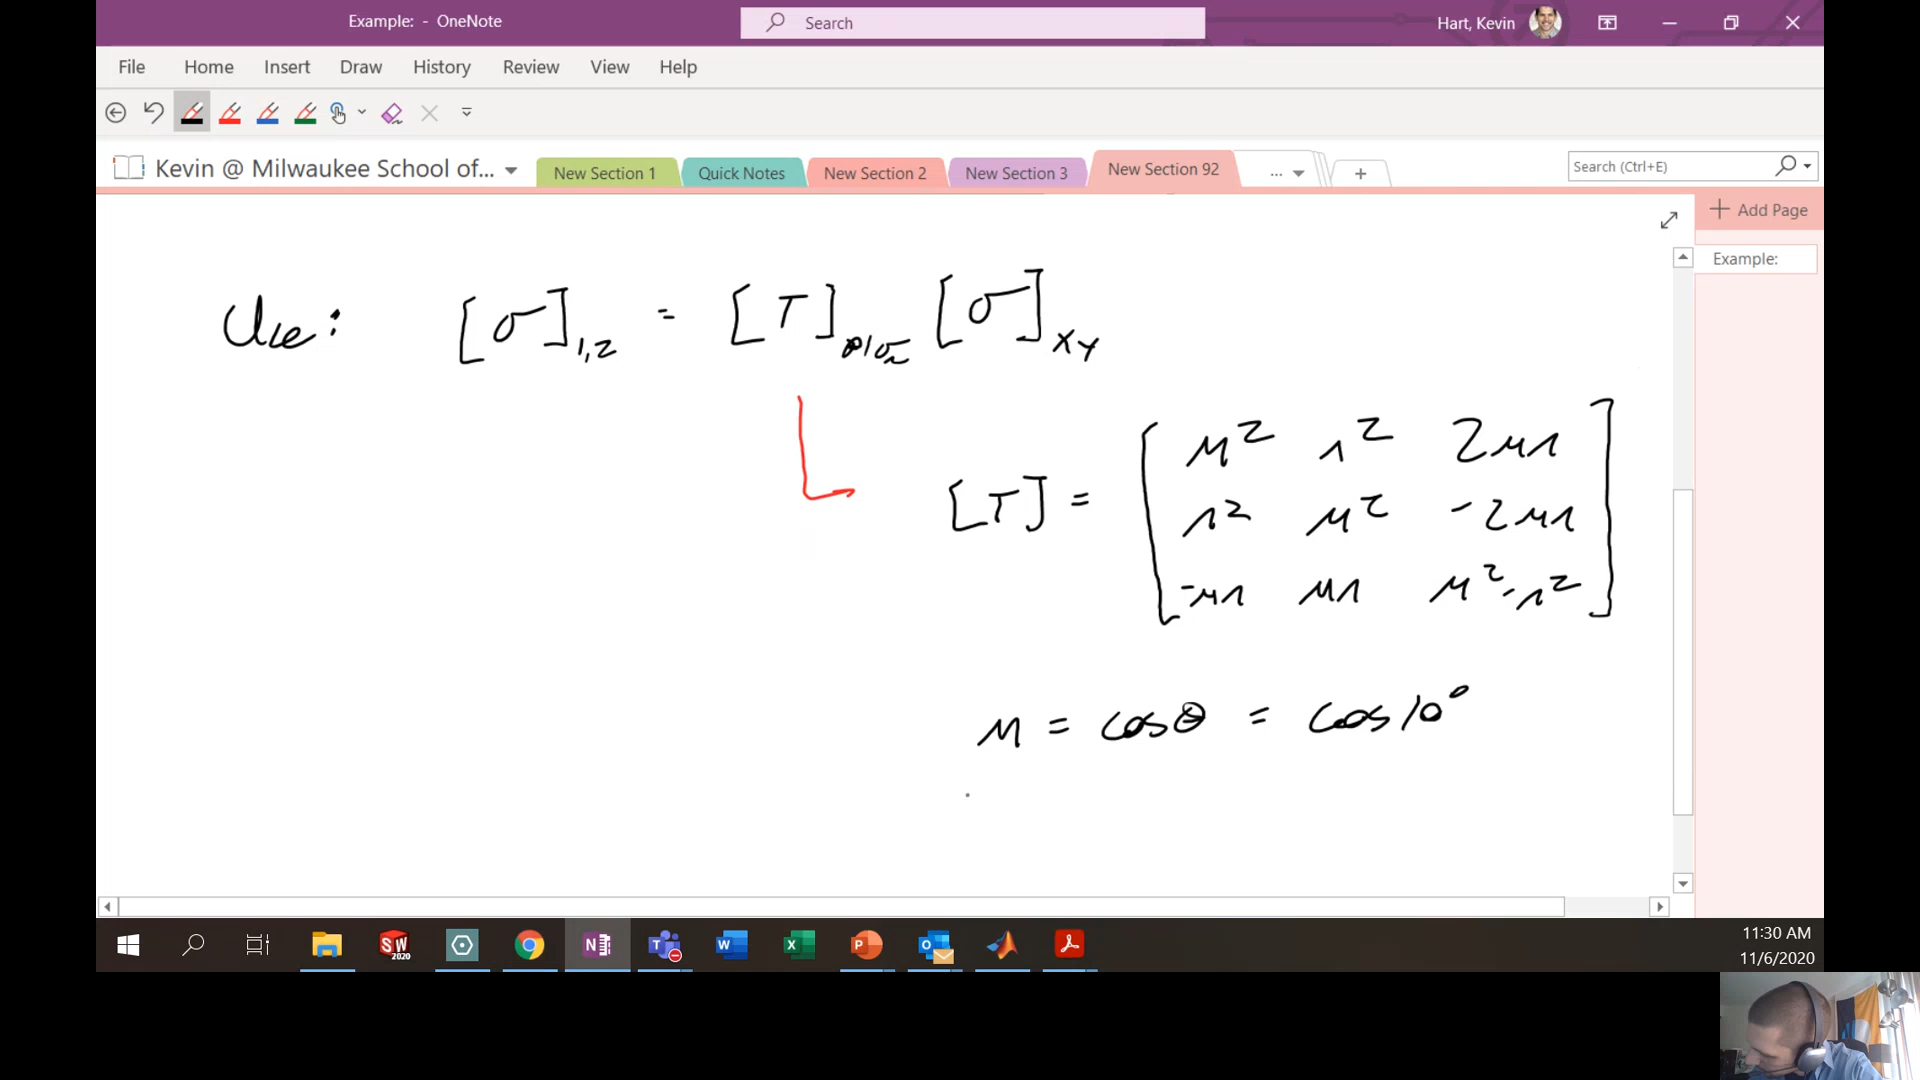 Example: - OneNote
Search
Hart, Kevin
File Home Insert Draw History Review View Help
Kevin @ Milwaukee School of...
New Section 1
Quick Notes
New Section 2
New Section 3
New Section 92
...
+
Search (Ctrl+E)
+ Add Page
Example:
Use: [σ]1,2 = [T] [σ]XY
[T] = [ m² n² 2mn
n² m² -2mn
-mn mn m²-n² ]
m = cosθ = cos10°
SW
2020
N
T
W
X
P
O
11:30 AM
11/6/2020